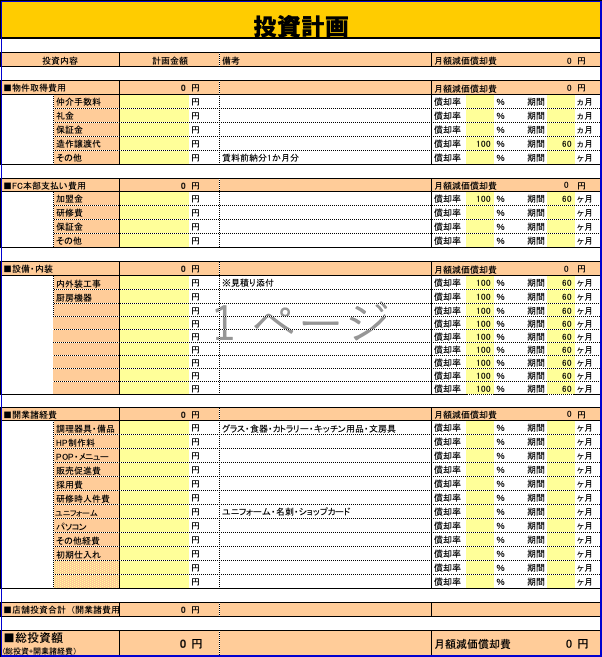 投資計画
投資内容 計画金額 備考 月額減価償却費 0 円
■物件取得費用 0 円 月額減価償却費 0 円
仲介手数料 円 償却率 % 期間 ヵ月
礼金 円 償却率 % 期間 ヵ月
保証金 円 償却率 % 期間 ヵ月
造作譲渡代 円 償却率 100 % 期間 60 ヵ月
その他 円 賃料前納分1か月分 償却率 % 期間 ヶ月
■FC本部支払い費用 0 円 月額減価償却費 0 円
加盟金 円 償却率 100 % 期間 60 ヶ月
研修費 円 償却率 % 期間 ヶ月
保証金 円 償却率 % 期間 ヶ月
その他 円 償却率 % 期間 ヶ月
■設備・内装 0 円 月額減価償却費 0 円
内外装工事 円 ※見積り添付 償却率 100 % 期間 60 ヶ月
厨房機器 円 償却率 100 % 期間 60 ヶ月
円 償却率 100 % 期間 60 ヶ月
1 ページ
円 償却率 100 % 期間 60 ヶ月
円 償却率 100 % 期間 60 ヶ月
円 償却率 100 % 期間 60 ヶ月
円 償却率 100 % 期間 60 ヶ月
円 償却率 100 % 期間 60 ヶ月
円 償却率 100 % 期間 60 ヶ月
■開業諸経費 0 円 月額減価償却費 0 円
調理器具・備品 円 グラス・食器・カトラリー・キッチン用品・文房具 償却率 % 期間 ヶ月
HP制作料 円 償却率 % 期間 ヶ月
POP・メニュー 円 償却率 % 期間 ヶ月
販売促進費 円 償却率 % 期間 ヶ月
採用費 円 償却率 % 期間 ヶ月
研修時人件費 円 償却率 % 期間 ヶ月
ユニフォーム 円 ユニフォーム・名刺・ショップカード 償却率 % 期間 ヶ月
パソコン 円 償却率 % 期間 ヶ月
その他経費 円 償却率 % 期間 ヶ月
初期仕入れ 円 償却率 % 期間 ヶ月
円 償却率 % 期間 ヶ月
円 償却率 % 期間 ヶ月
■店舗投資合計（開業諸費用 0 円
■総投資額 0 円 月額減価償却費 0 円
(総投資+開業諸経費)